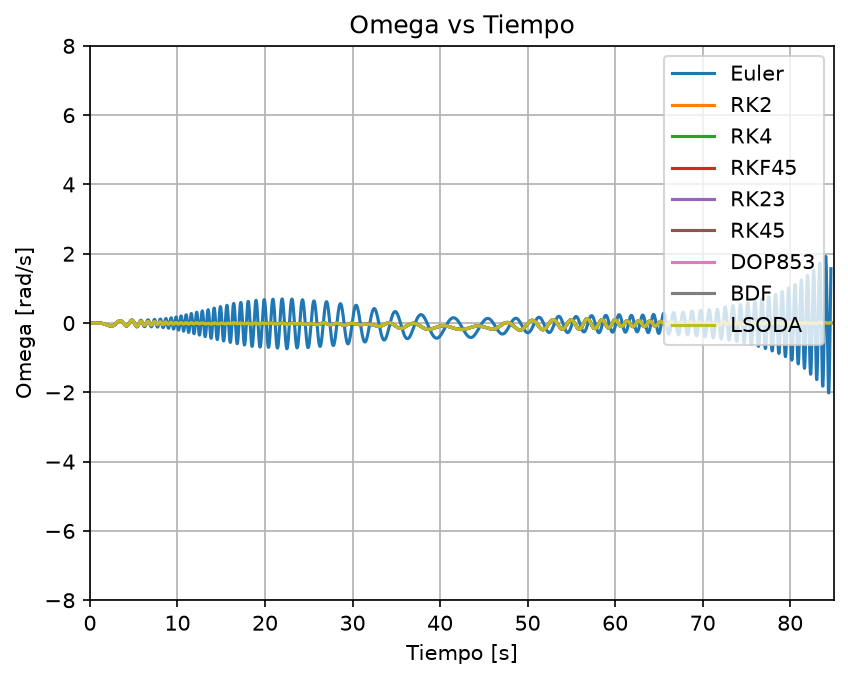 Omega vs Tiempo
8
6
4
2
0
−2
−4
−6
−8
Omega [rad/s]
0 10 20 30 40 50 60 70 80
Tiempo [s]
Euler
RK2
RK4
RKF45
RK23
RK45
DOP853
BDF
LSODA